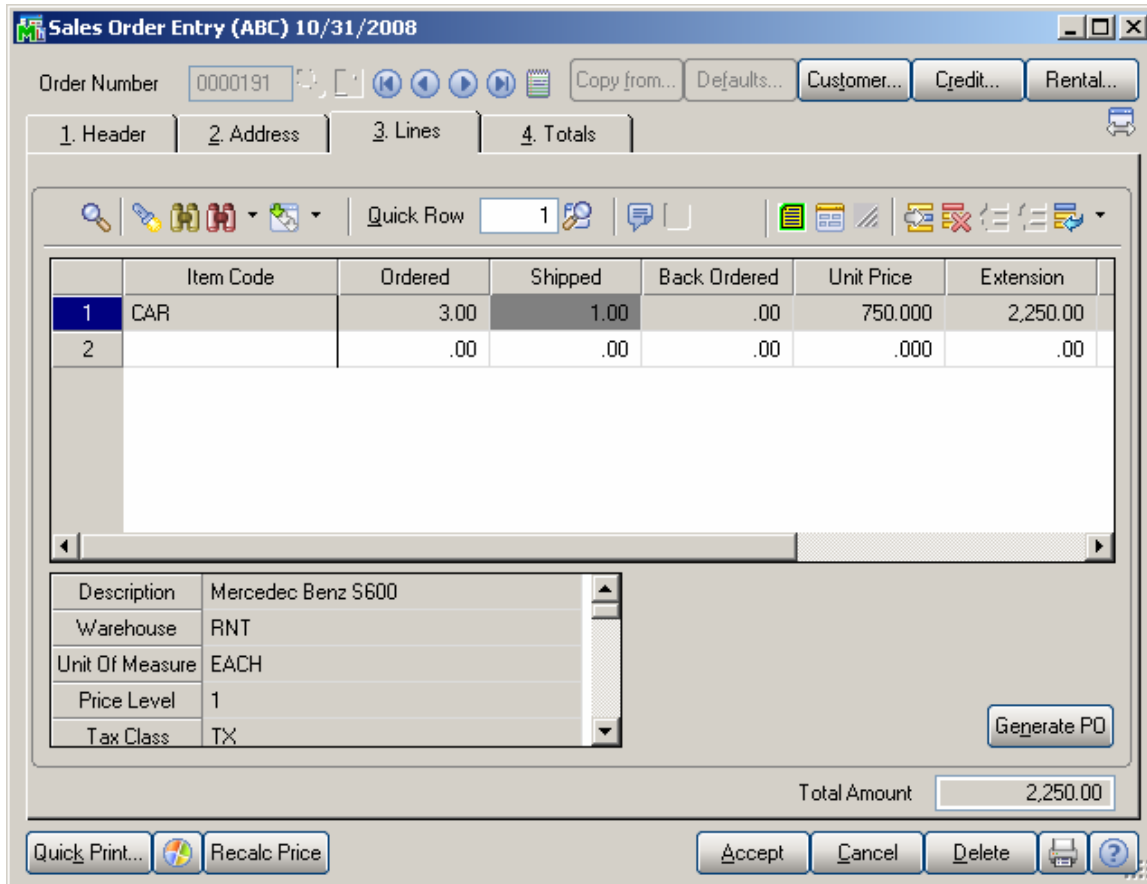 Sales Order Entry (ABC) 10/31/2008
Order Number 0000191 Copy from... Defaults... Customer... Credit... Rental...
1. Header 2. Address 3. Lines 4. Totals
Quick Row 1
Item Code Ordered Shipped Back Ordered Unit Price Extension
1 CAR 3.00 1.00 .00 750.000 2,250.00
2 .00 .00 .00 .000 .00
Description Mercedec Benz S600
Warehouse RNT
Unit Of Measure EACH
Price Level 1
Tax Class TX
Generate PO
Total Amount 2,250.00
Quick Print... Recalc Price Accept Cancel Delete